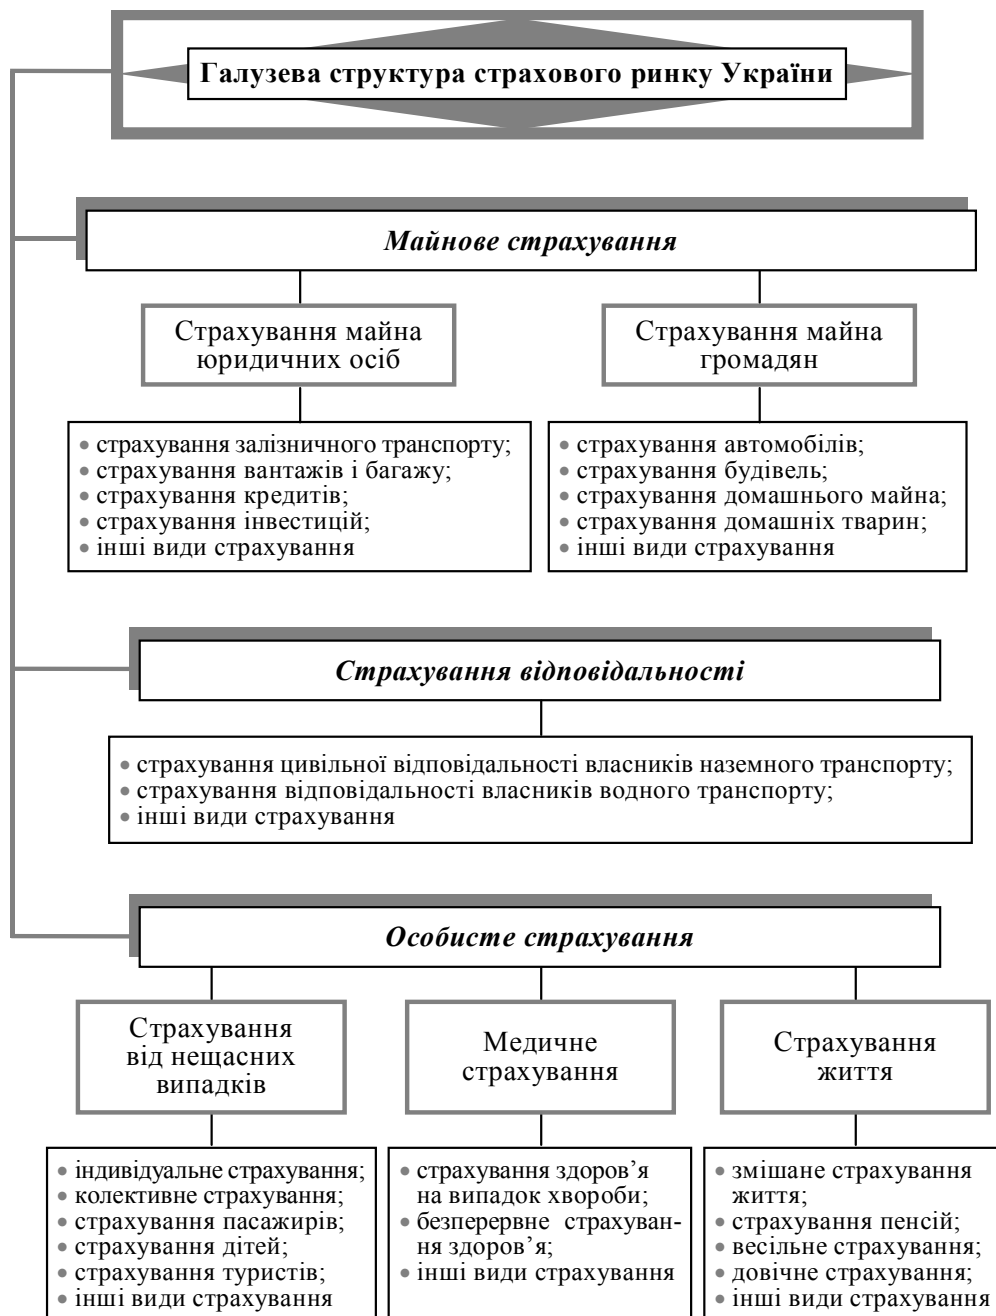 Галузева структура страхового ринку України
Майнове страхування
Страхування майна
юридичних осіб
• страхування залізничного транспорту;
• страхування вантажів і багажу;
• страхування кредитів;
• страхування інвестицій;
• інші види страхування
Страхування майна
громадян
• страхування автомобілів;
• страхування будівель;
• страхування домашнього майна;
• страхування домашніх тварин;
• інші види страхування
Страхування відповідальності
• страхування цивільної відповідальності власників наземного транспорту;
• страхування відповідальності власників водного транспорту;
• інші види страхування
Особисте страхування
Страхування
від нещасних
випадків
• індивідуальне страхування;
• колективне страхування;
• страхування пасажирів;
• страхування дітей;
• страхування туристів;
• інші види страхування
Медичне
страхування
• страхування здоров’я
на випадок хвороби;
• безперервне страхуван-
ня здоров’я;
• інші види страхування
Страхування
життя
• змішане страхування
життя;
• страхування пенсій;
• весільне страхування;
• довічне страхування;
• інші види страхування